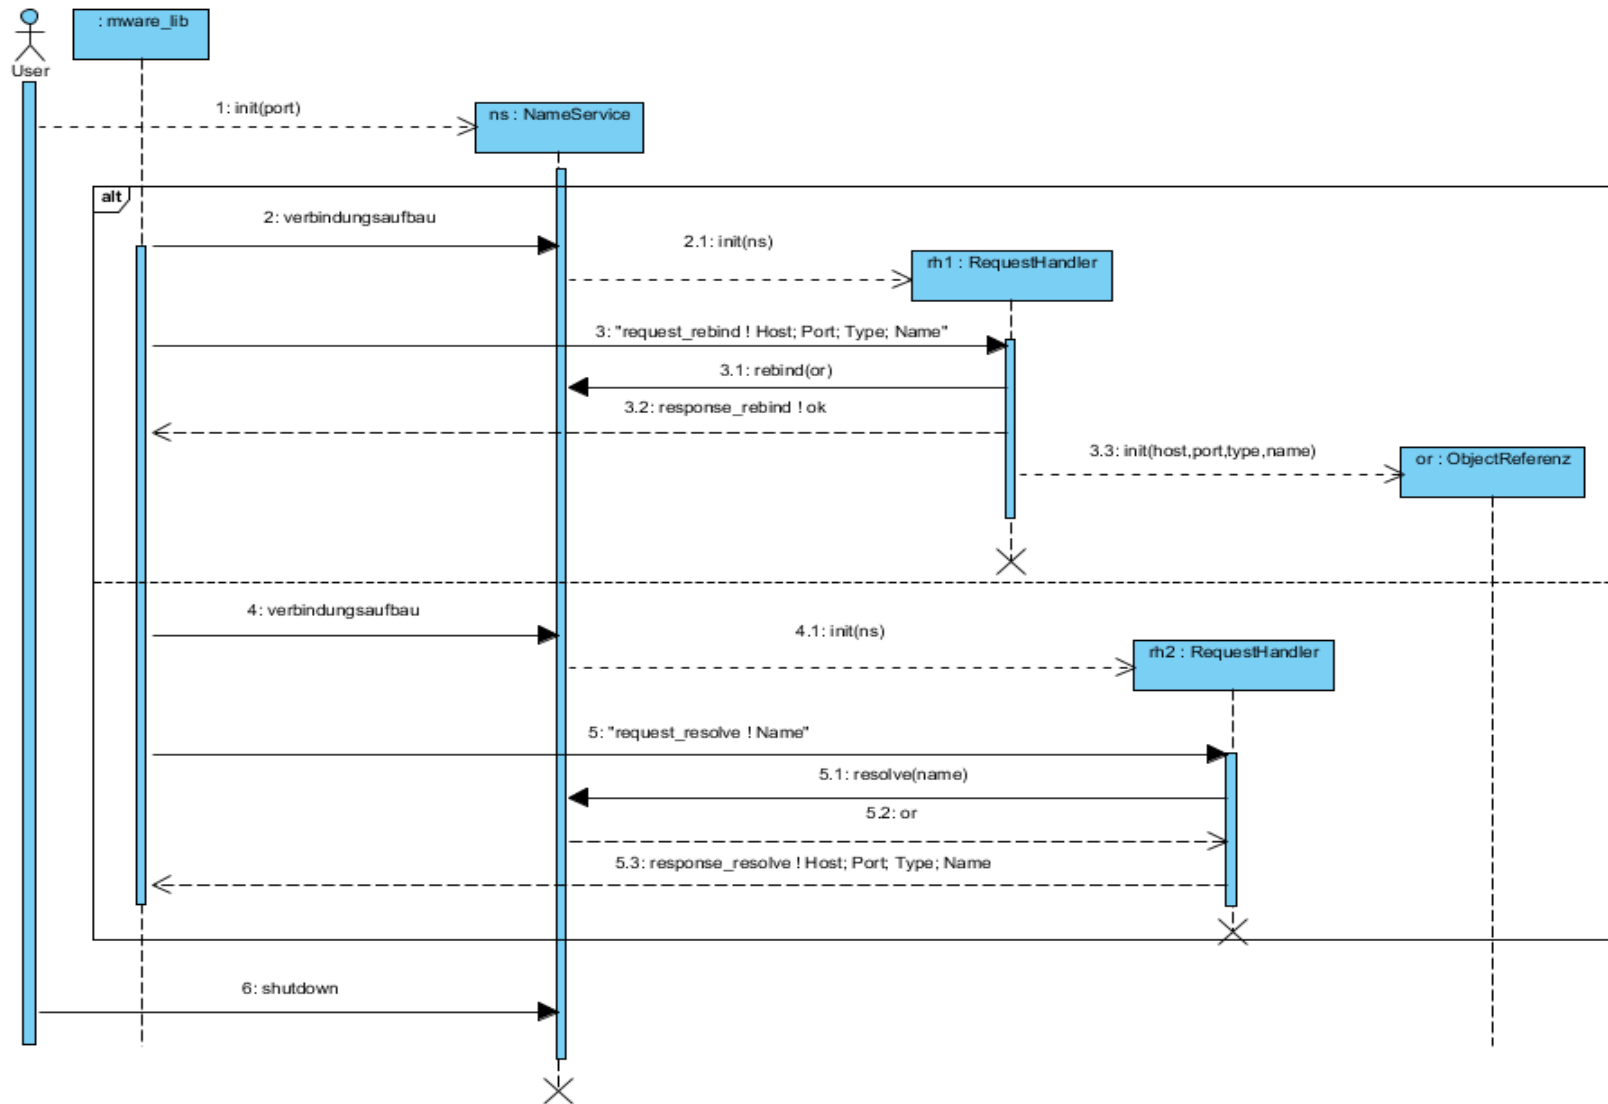 : mware_lib
User
1: init(port)
ns : NameService
alt
2: verbindungsaufbau
2.1: init(ns)
rh1 : RequestHandler
3: "request_rebind ! Host; Port; Type; Name"
3.1: rebind(or)
3.2: response_rebind ! ok
3.3: init(host,port,type,name)
or : ObjectReferenz
4: verbindungsaufbau
4.1: init(ns)
rh2 : RequestHandler
5: "request_resolve ! Name"
5.1: resolve(name)
5.2: or
5.3: response_resolve ! Host; Port; Type; Name
6: shutdown